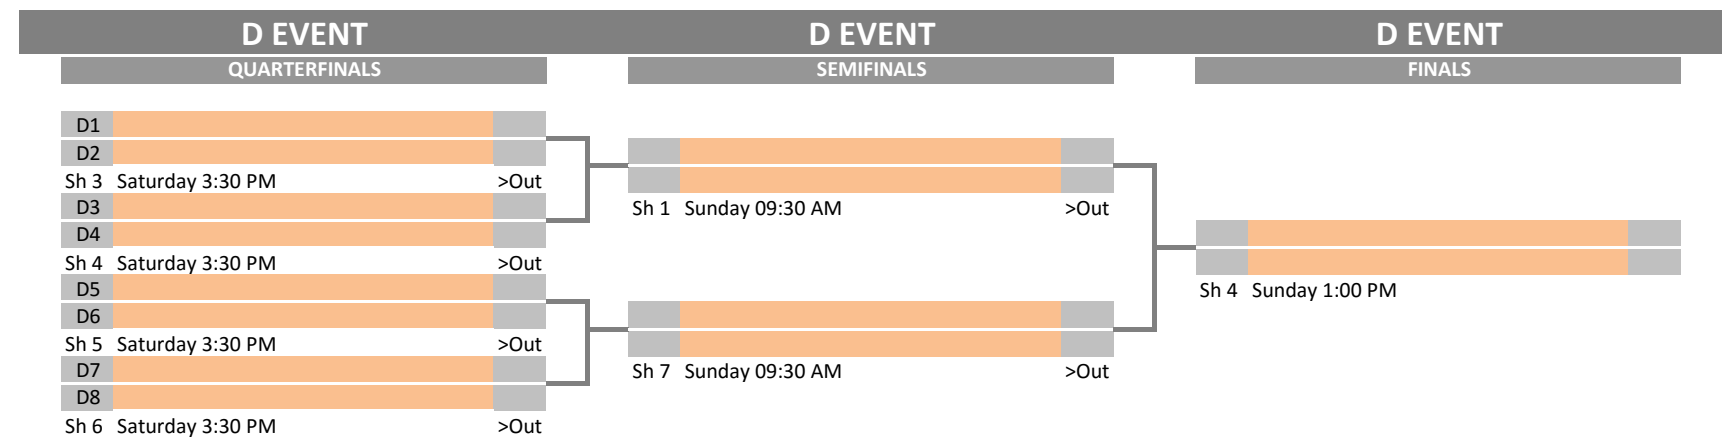 D EVENT D EVENT D EVENT
QUARTERFINALS SEMIFINALS FINALS
D1
D2
Sh 3 Saturday 3:30 PM >Out
D3
D4
Sh 4 Saturday 3:30 PM >Out
D5
D6
Sh 5 Saturday 3:30 PM >Out
D7
D8
Sh 6 Saturday 3:30 PM >Out
Sh 1 Sunday 09:30 AM >Out
Sh 7 Sunday 09:30 AM >Out
Sh 4 Sunday 1:00 PM